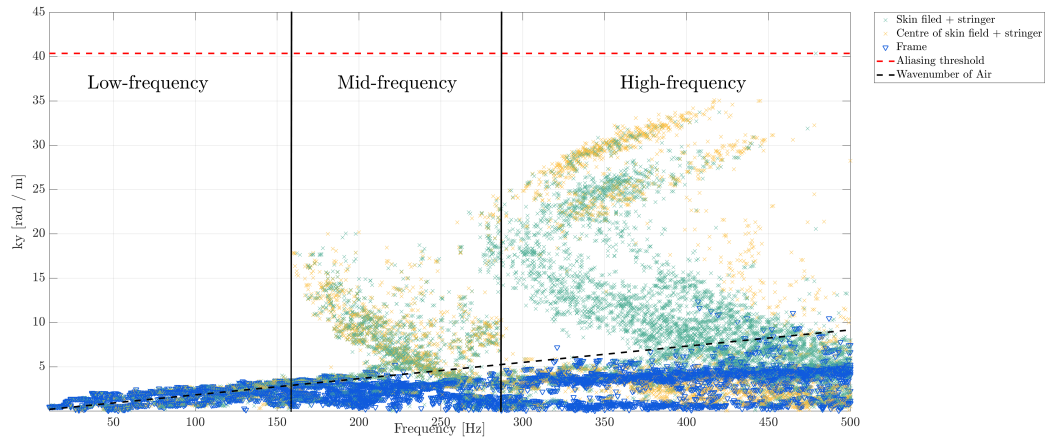 45
40
35
30
25
20
15
10
5
ky [rad / m]
Low-frequency
Mid-frequency
High-frequency
50
100
150
200
250
300
350
400
450
500
Frequency [Hz]
Skin filed + stringer
Centre of skin field + stringer
Frame
Aliasing threshold
Wavenumber of Air